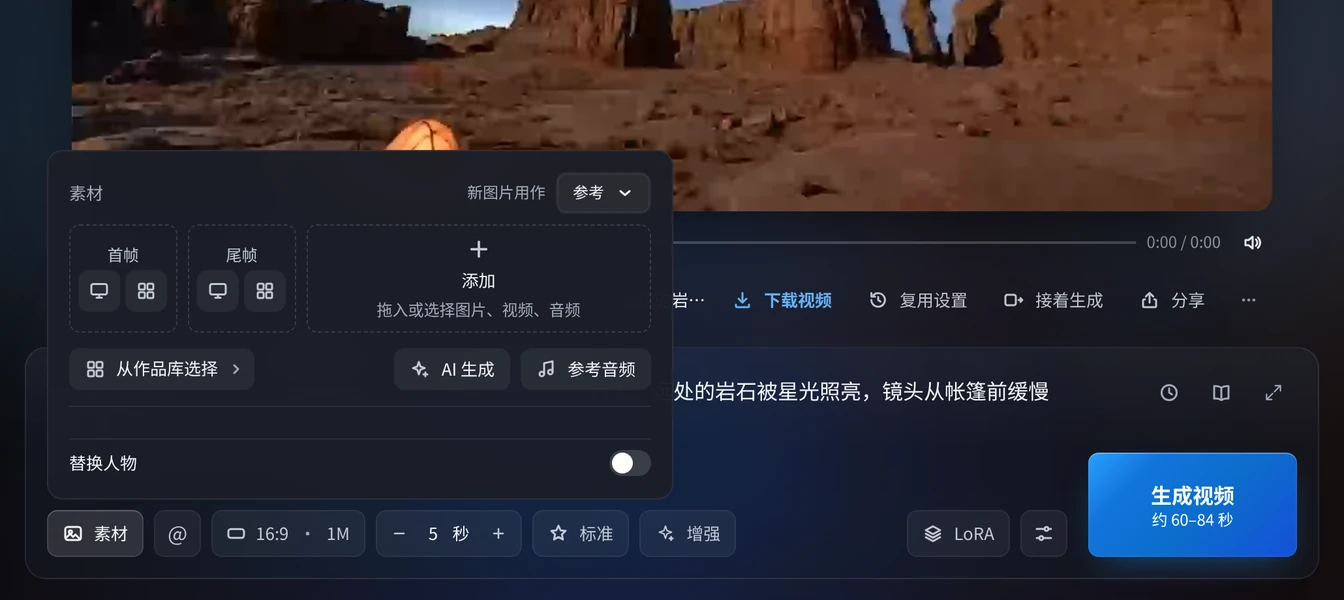 素材
新图片用作 参考
首帧
尾帧
添加
拖入或选择图片、视频、音频
0:00 / 0:00
岩···
下载视频
复用设置
接着生成
分享
从作品库选择
AI 生成
参考音频
处的岩石被星光照亮，镜头从帐篷前缓慢
替换人物
生成视频
约 60–84 秒
素材
@
16:9 · 1M
− 5 秒 +
标准
增强
LoRA